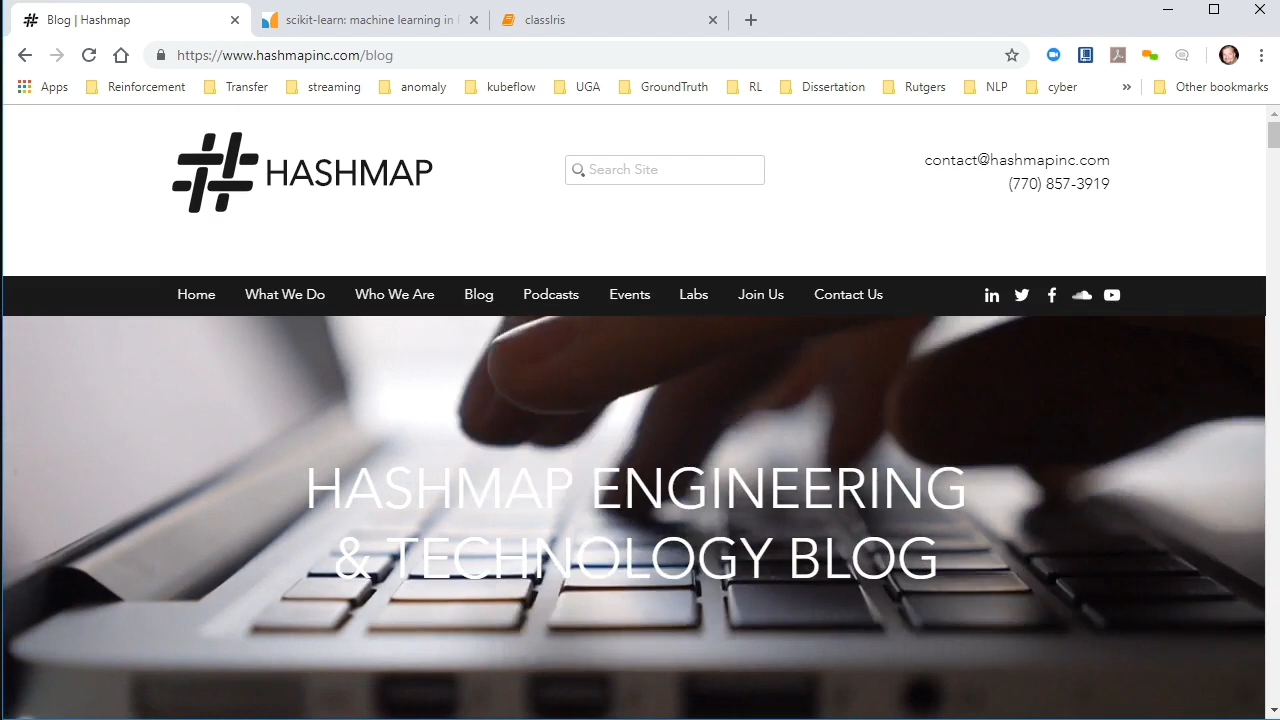 Blog | Hashmap
scikit-learn: machine learning in
classIris
https://www.hashmapinc.com/blog
Apps Reinforcement Transfer streaming anomaly kubeflow UGA GroundTruth RL Dissertation Rutgers NLP cyber » Other bookmarks
HASHMAP
Search Site
contact@hashmapinc.com
(770) 857-3919
Home What We Do Who We Are Blog Podcasts Events Labs Join Us Contact Us
HASHMAP ENGINEERING
& TECHNOLOGY BLOG